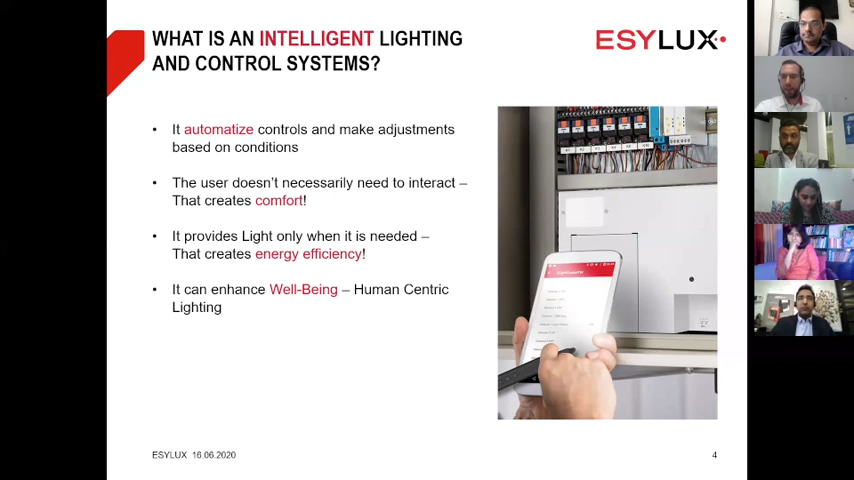 WHAT IS AN INTELLIGENT LIGHTING
AND CONTROL SYSTEMS?
ESYLUX
• It automatize controls and make adjustments
based on conditions
• The user doesn't necessarily need to interact –
That creates comfort!
• It provides Light only when it is needed –
That creates energy efficiency!
• It can enhance Well-Being – Human Centric
Lighting
ESYLUX 16.06.2020
4